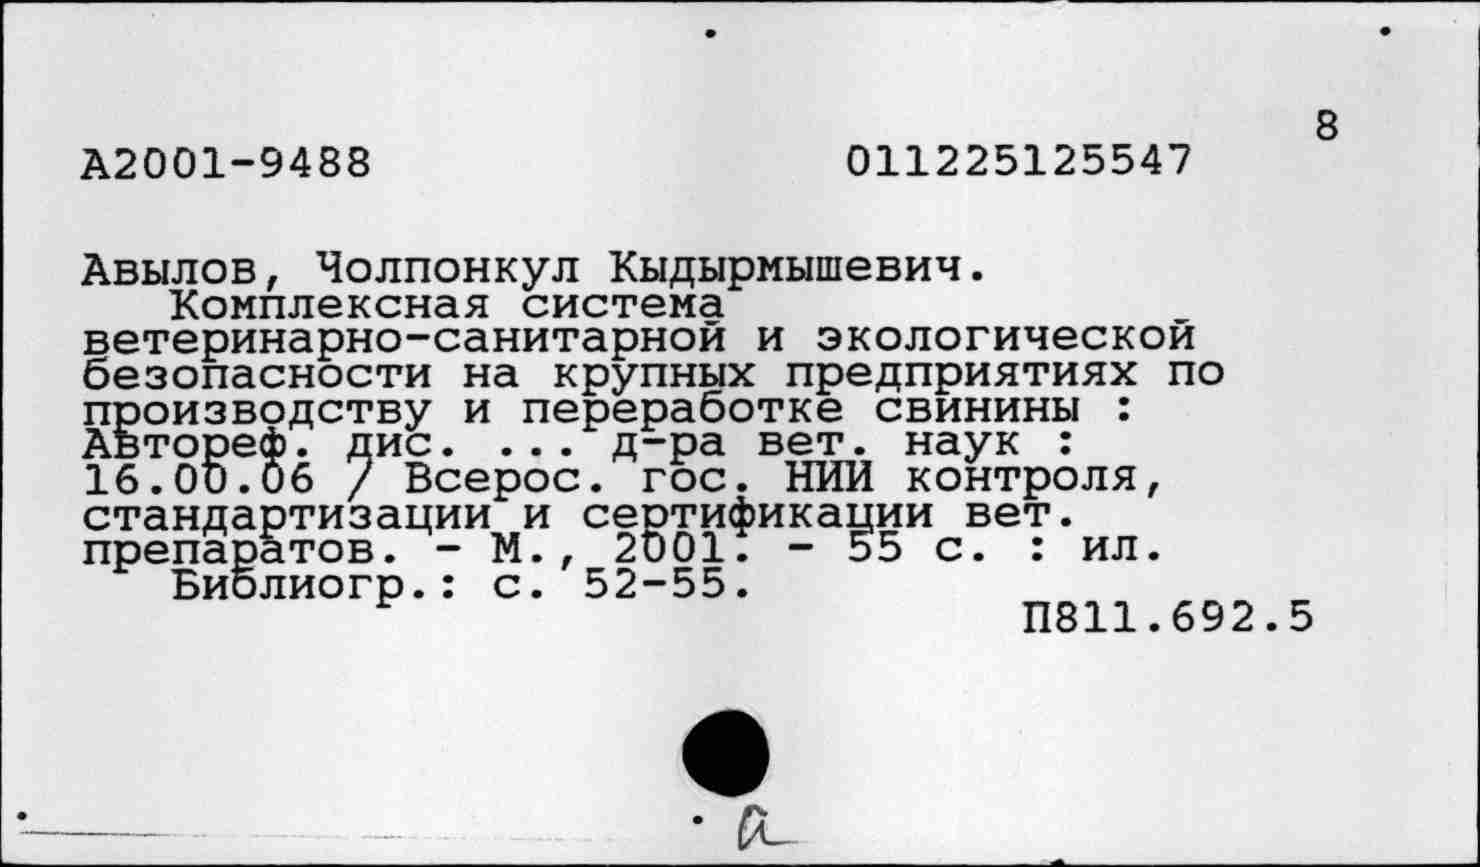 8
А2001-9488 011225125547
Авылов, Чолпонкул Кыдырмышевич.
Комплексная система
ветеринарно-санитарной и экологической
безопасности на крупных предприятиях по
производству и переработке свинины :
Автореф. дис. ... д-ра вет. наук :
16.00.06 / Всерос. гос. НИИ контроля,
стандартизации и сертификации вет.
препаратов. - М., 2001. - 55 с. : ил.
Библиогр.: с. 52-55.
П811.692.5
а